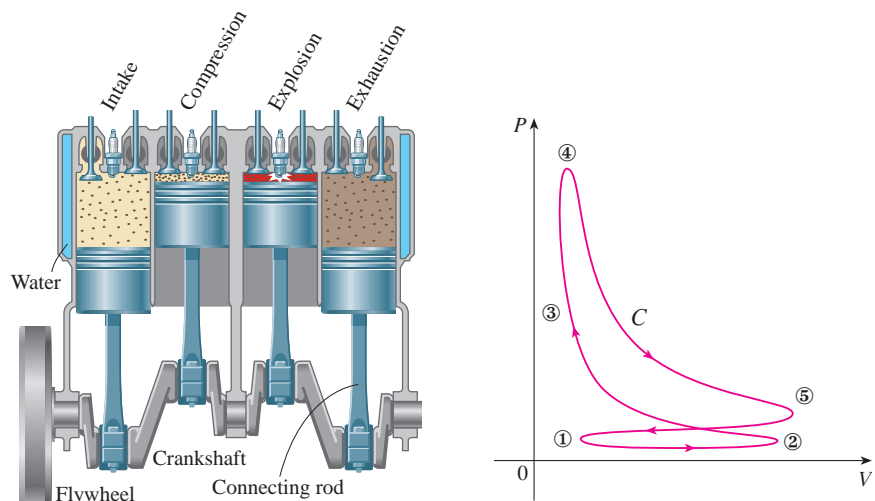 Intake
Compression
Explosion
Exhaustion
Water
Crankshaft
Flywheel
Connecting rod
P
④
③
C
⑤
①
②
0
V